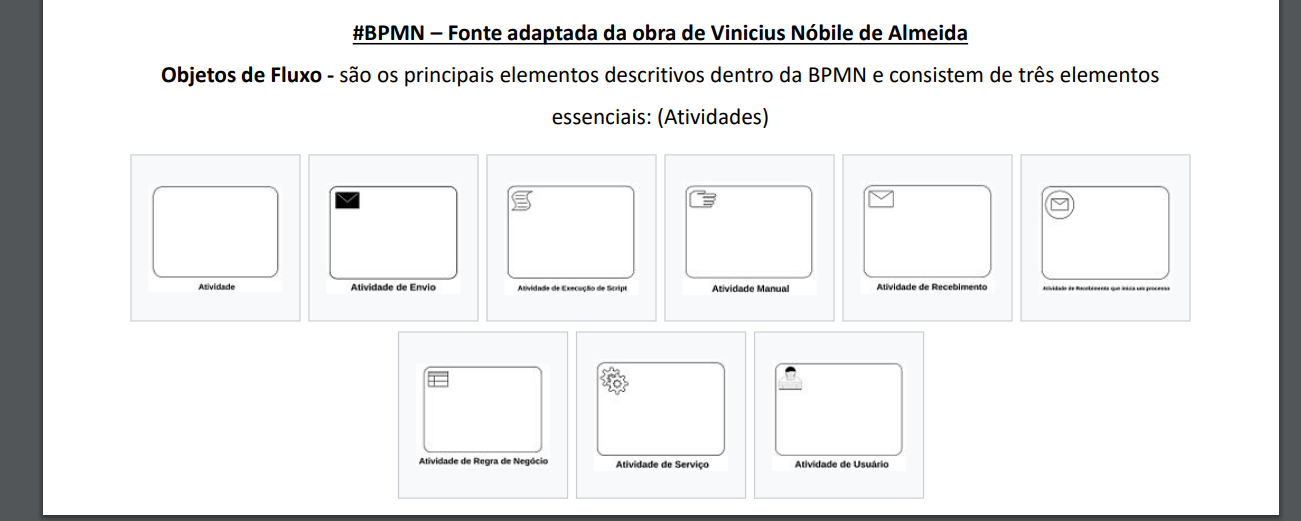 #BPMN – Fonte adaptada da obra de Vinicius Nóbile de Almeida
Objetos de Fluxo - são os principais elementos descritivos dentro da BPMN e consistem de três elementos
essenciais: (Atividades)
Atividade
Atividade de Envio
Atividade de Execução de Script
Atividade Manual
Atividade de Recebimento
Atividade de Recebimento que inicia um processo
Atividade de Regra de Negócio
Atividade de Serviço
Atividade de Usuário